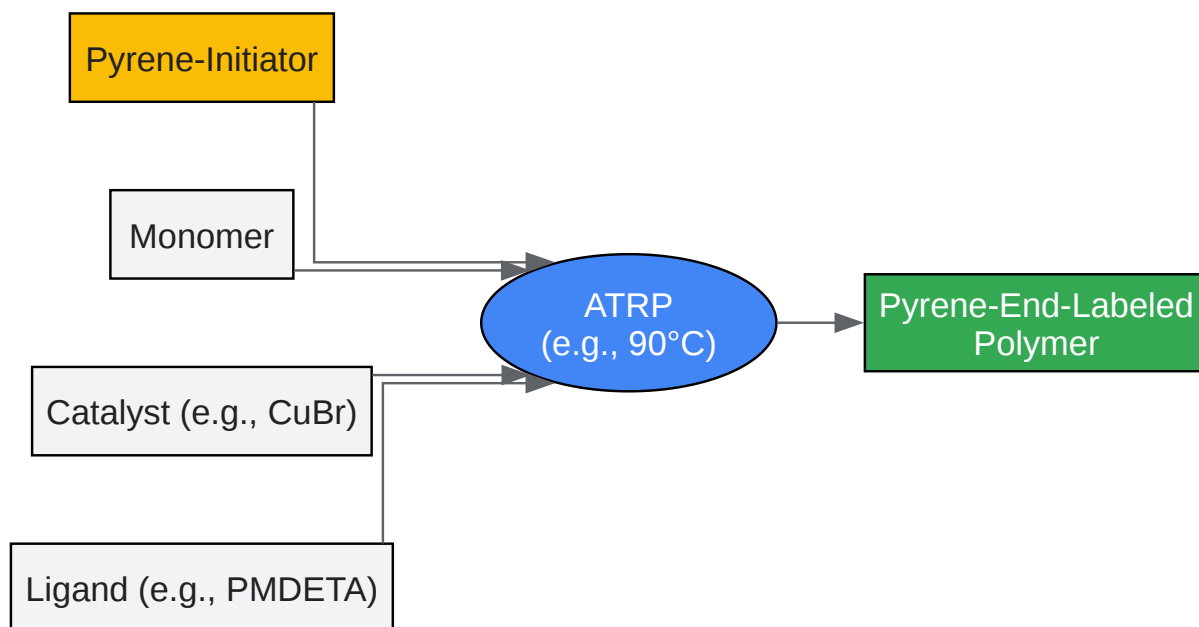 Pyrene-Initiator
Monomer
ATRP
(e.g., 90°C)
Pyrene-End-Labeled
Polymer
Catalyst (e.g., CuBr)
Ligand (e.g., PMDETA)